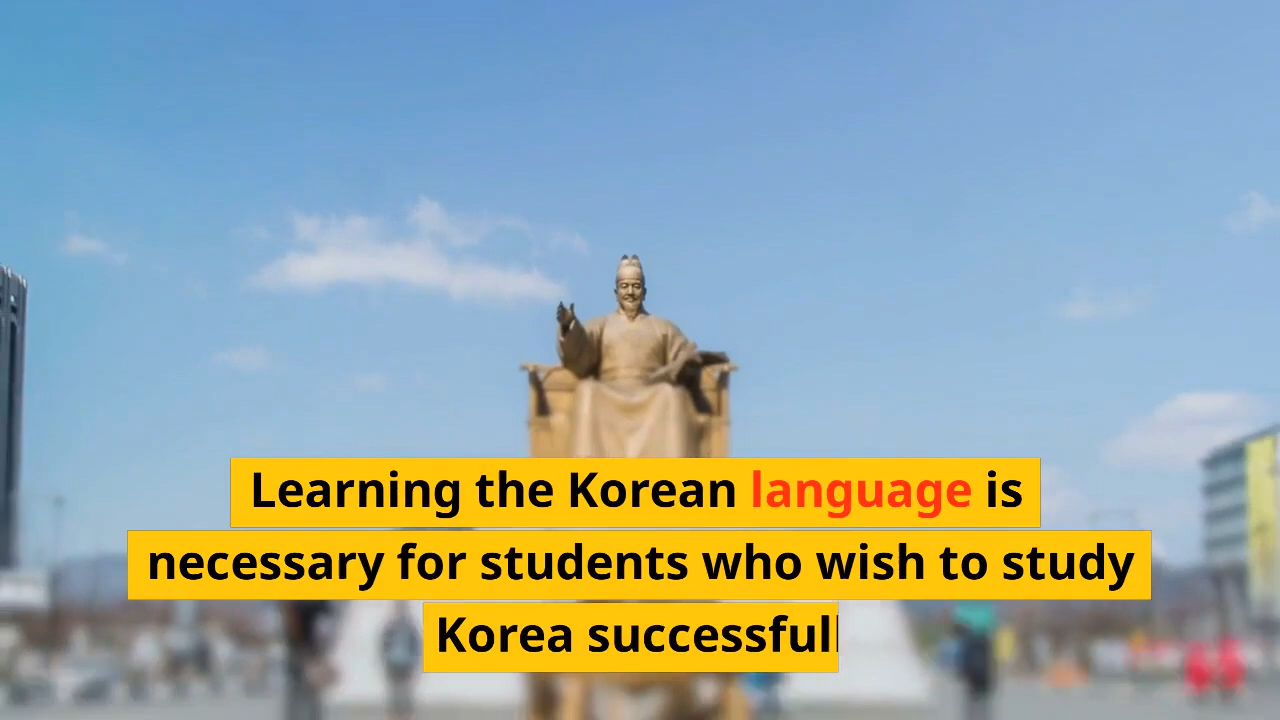 Learning the Korean language is
necessary for students who wish to study
Korea successful